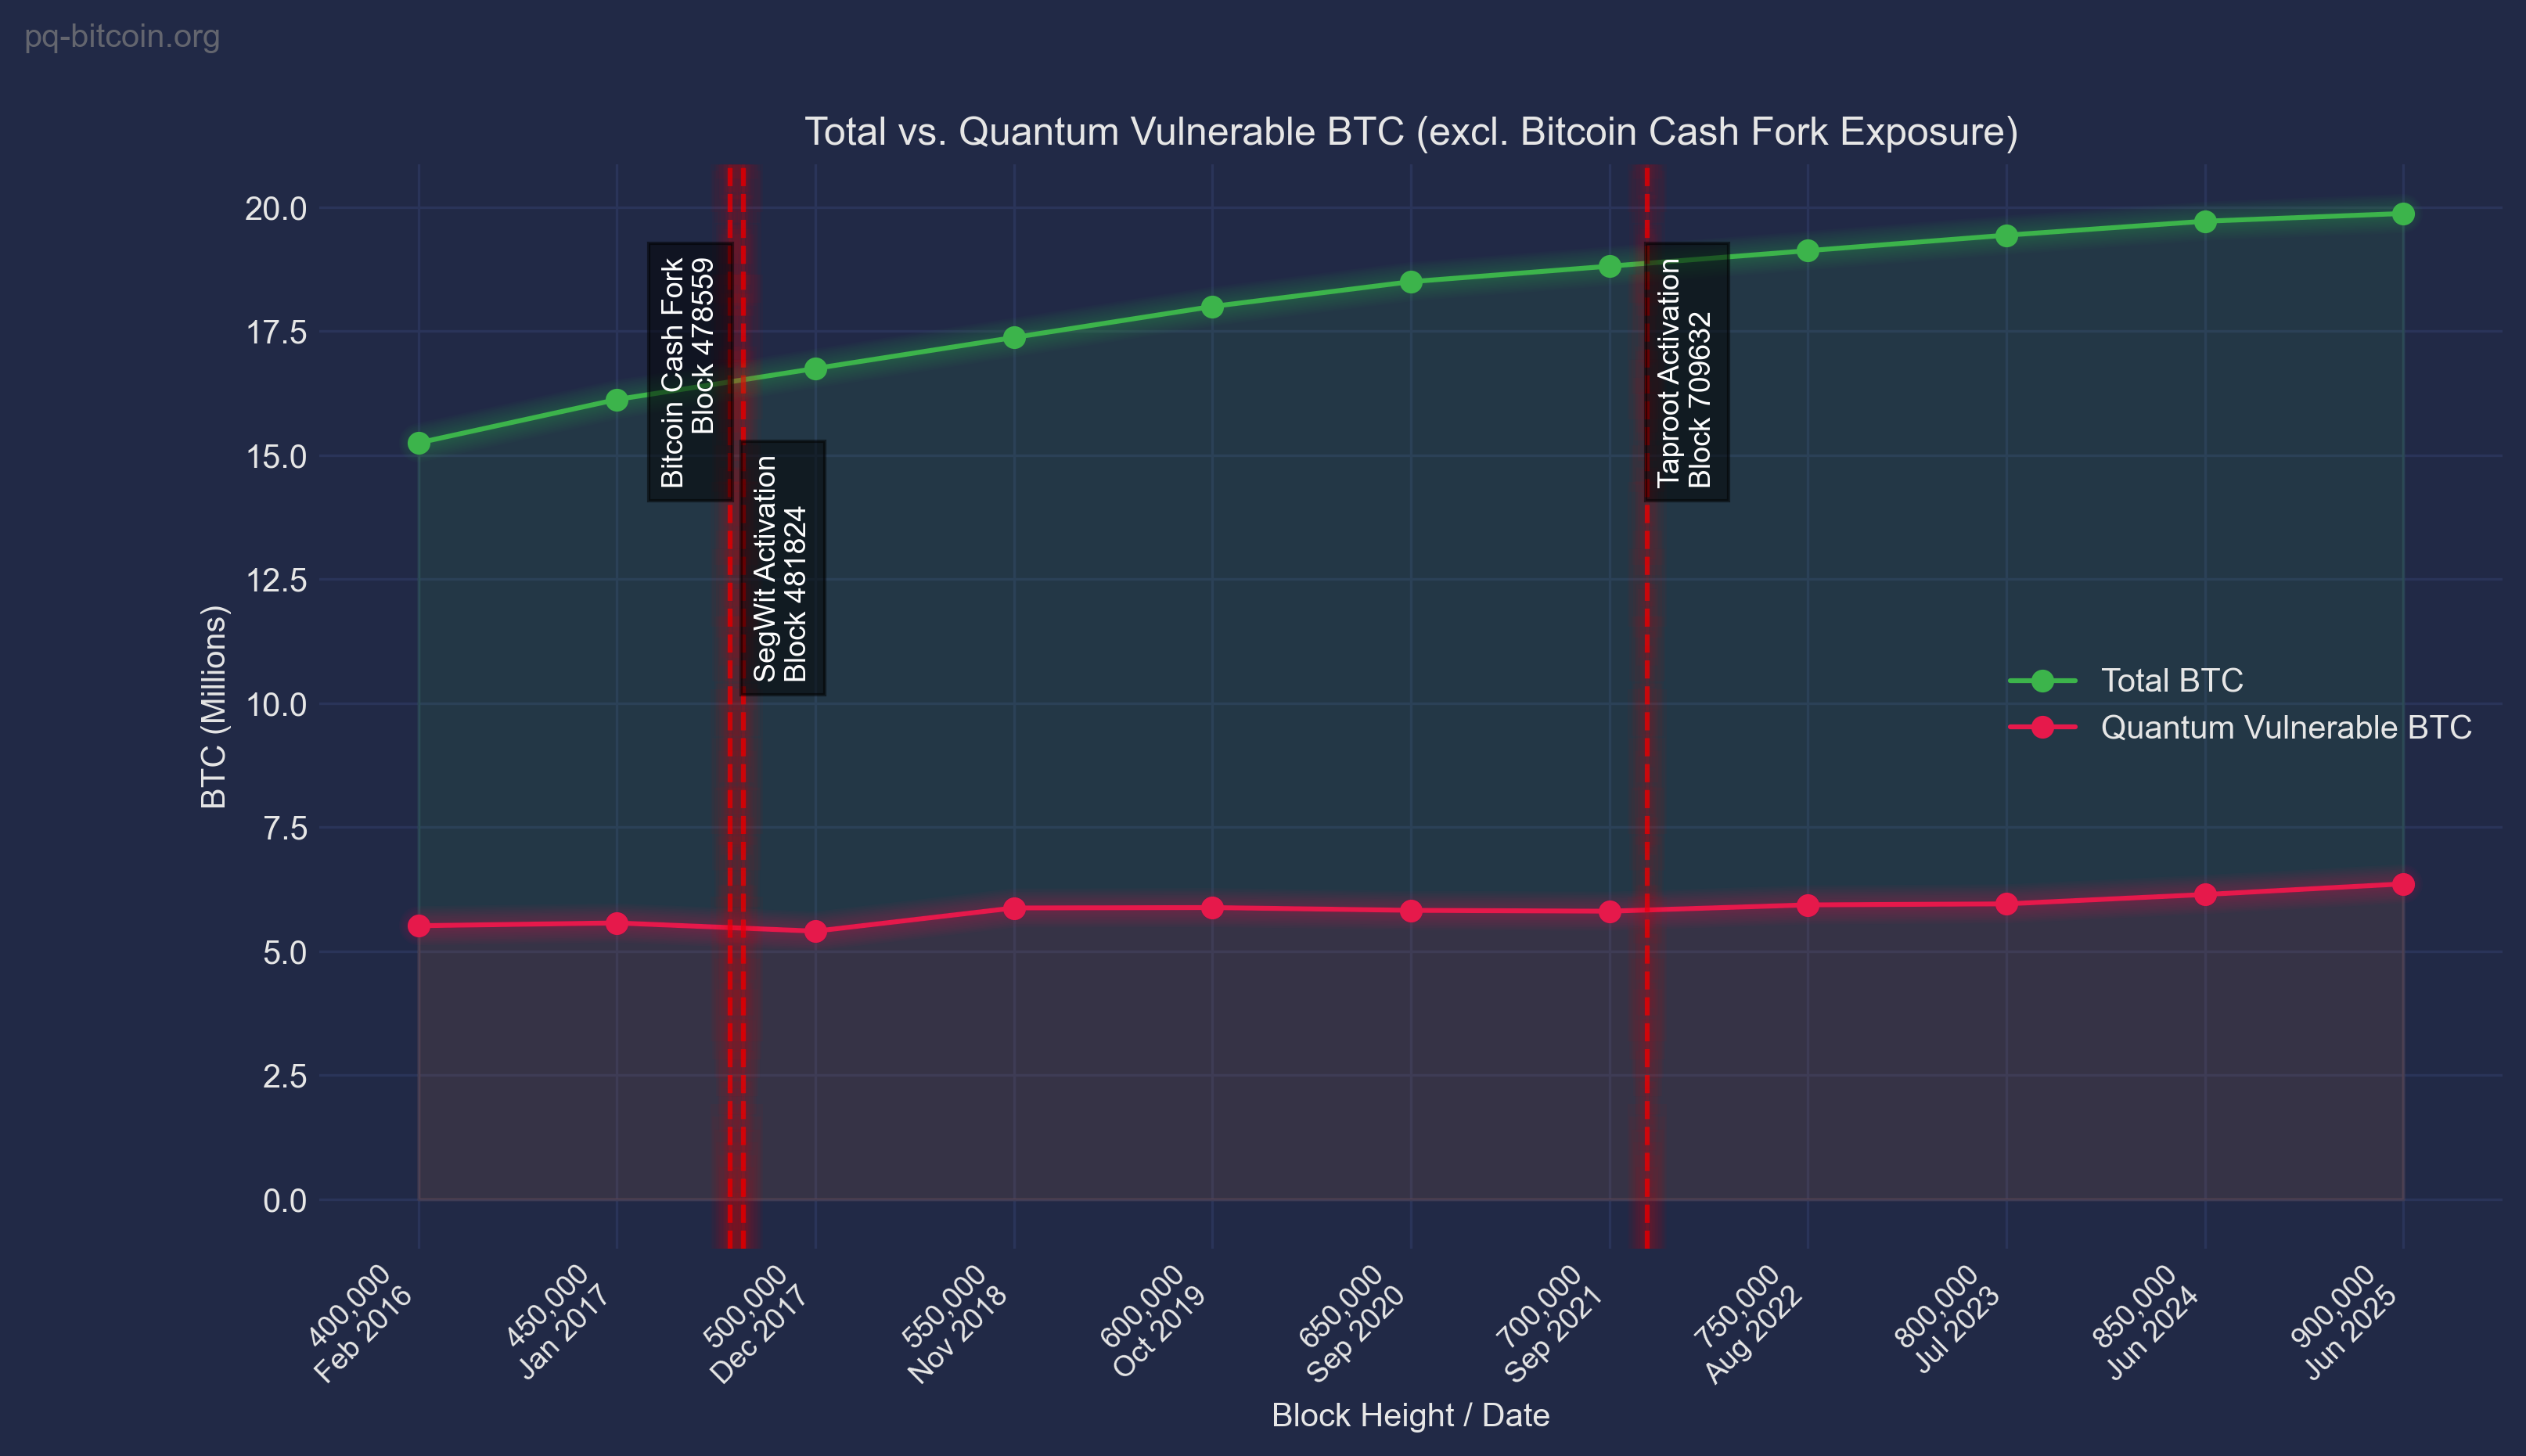 pq-bitcoin.org
Total vs. Quantum Vulnerable BTC (excl. Bitcoin Cash Fork Exposure)
BTC (Millions)
20.0
17.5
15.0
12.5
10.0
7.5
5.0
2.5
0.0
Bitcoin Cash Fork
Block 478559
SegWit Activation
Block 481824
Taproot Activation
Block 709632
Total BTC
Quantum Vulnerable BTC
400,000
Feb 2016
450,000
Jan 2017
500,000
Dec 2017
550,000
Nov 2018
600,000
Oct 2019
650,000
Sep 2020
700,000
Sep 2021
750,000
Aug 2022
800,000
Jul 2023
850,000
Jun 2024
900,000
Jun 2025
Block Height / Date